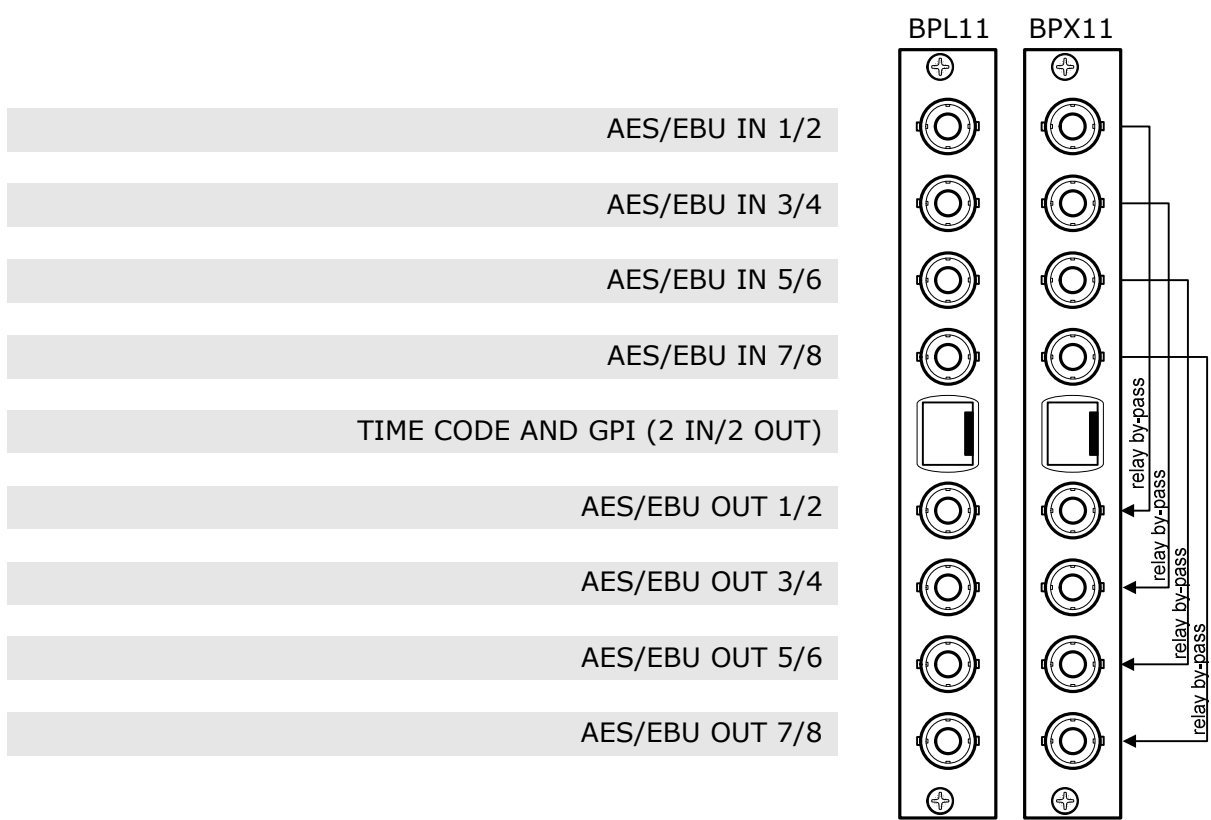 BPL11 BPX11
AES/EBU IN 1/2
AES/EBU IN 3/4
AES/EBU IN 5/6
AES/EBU IN 7/8
TIME CODE AND GPI (2 IN/2 OUT)
AES/EBU OUT 1/2
AES/EBU OUT 3/4
AES/EBU OUT 5/6
AES/EBU OUT 7/8
relay by-pass
relay by-pass
relay by-pass
relay by-pass